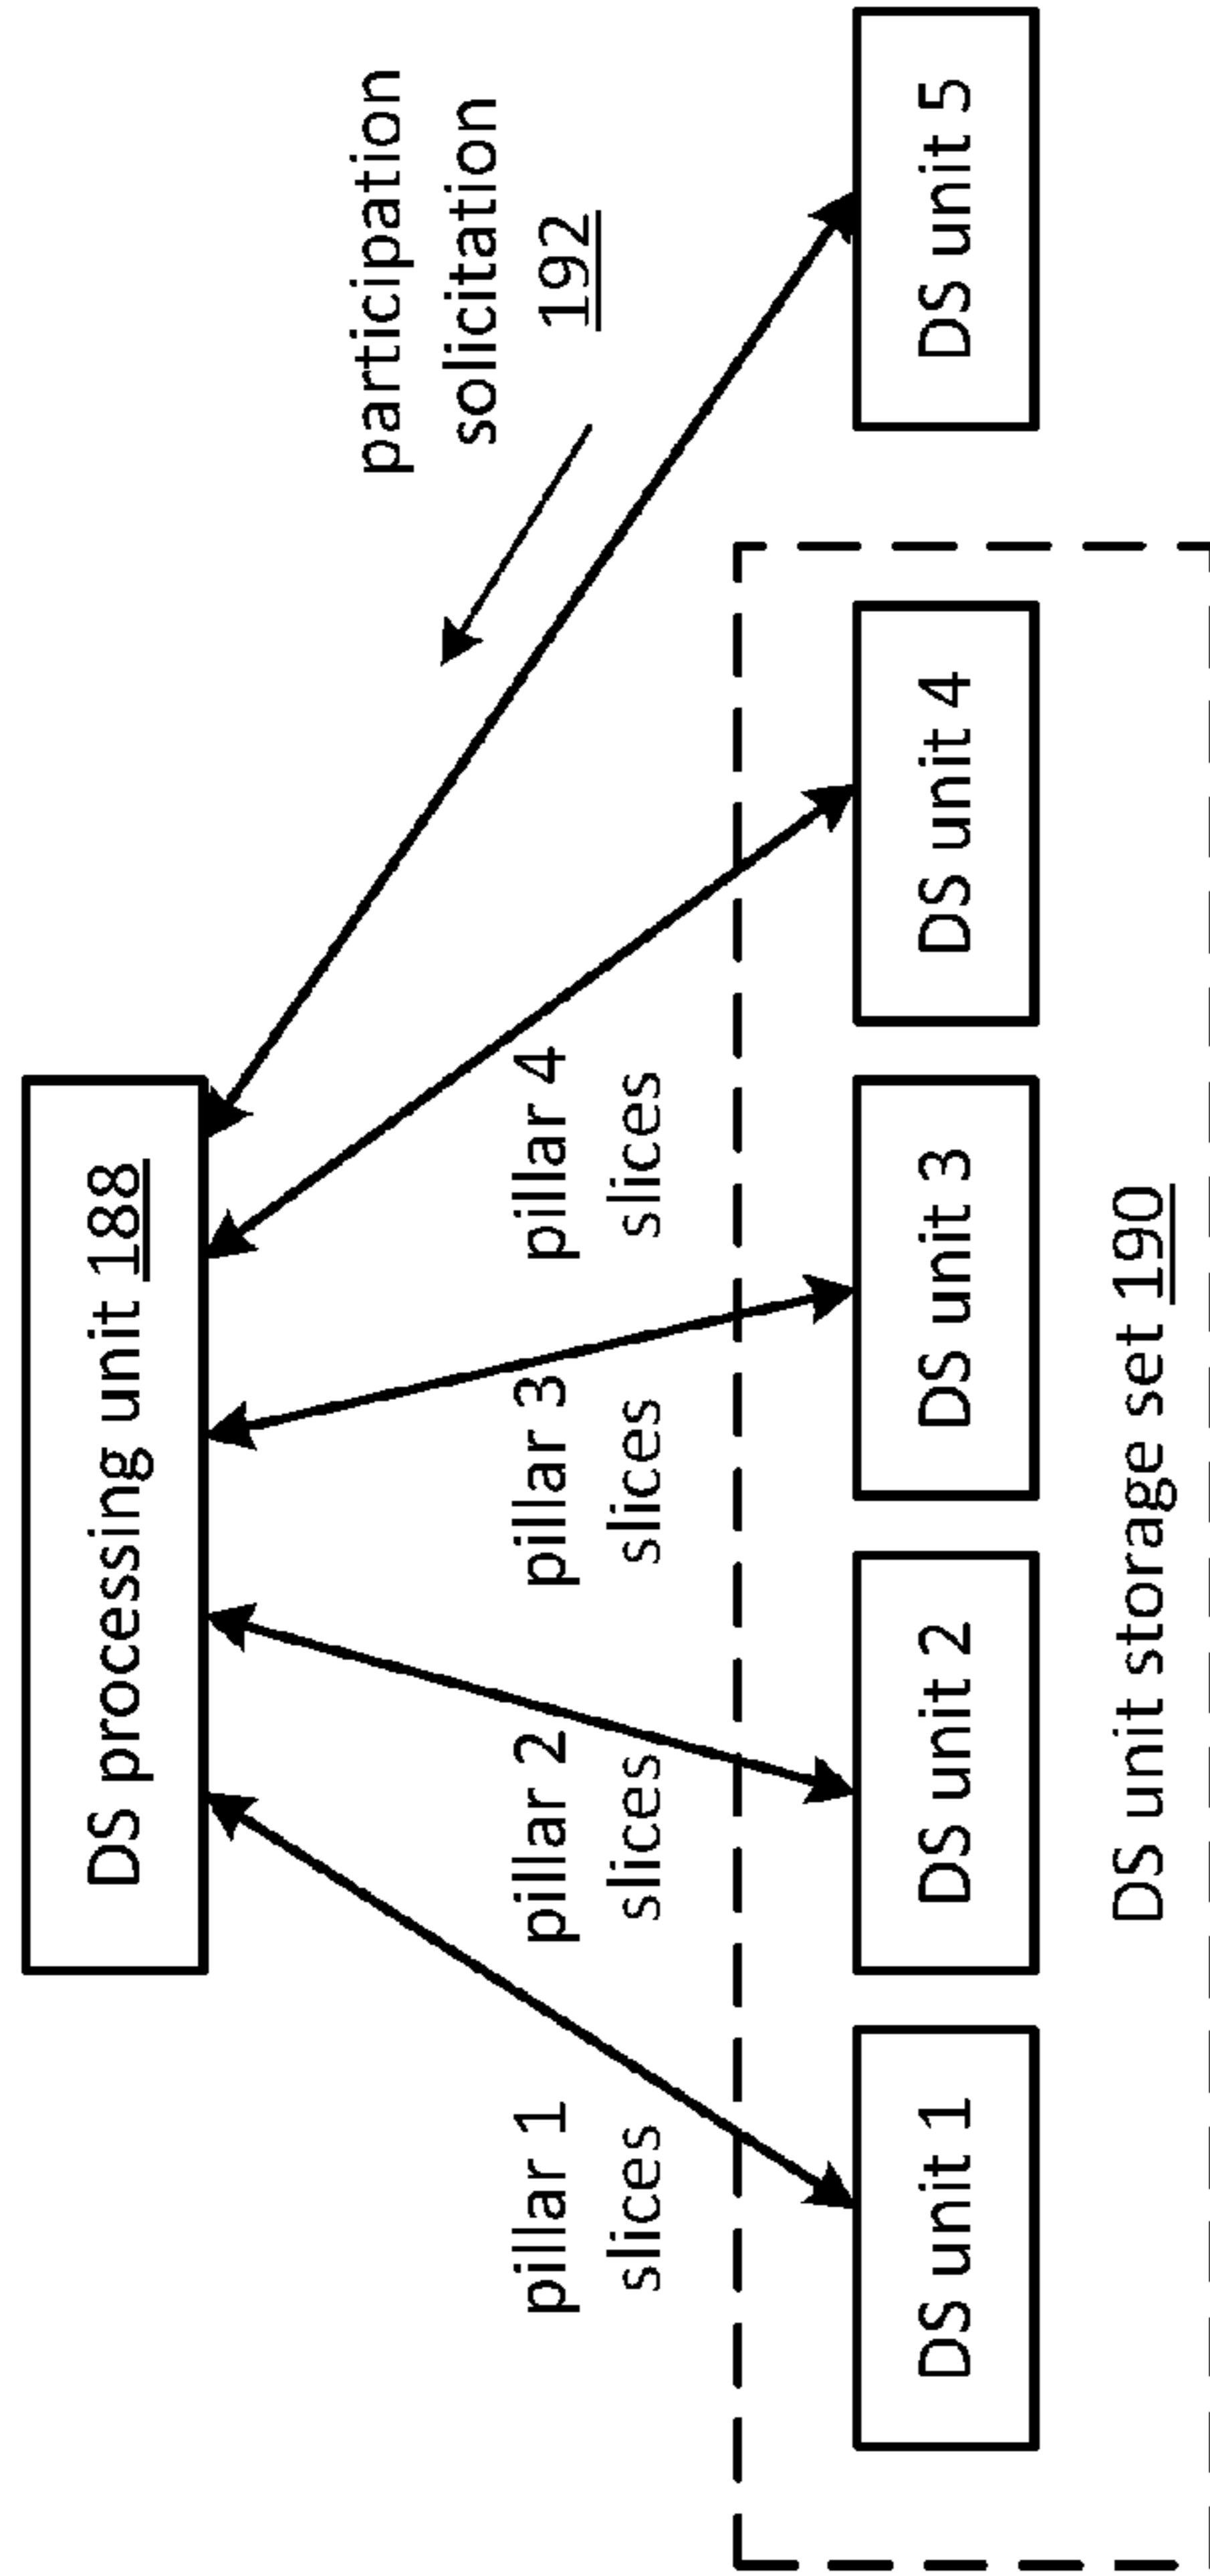 DS processing unit 188
participation
solicitation
192
pillar 1
slices
pillar 2
slices
pillar 3
slices
pillar 4
slices
DS unit 1
DS unit 2
DS unit 3
DS unit 4
DS unit 5
DS unit storage set 190